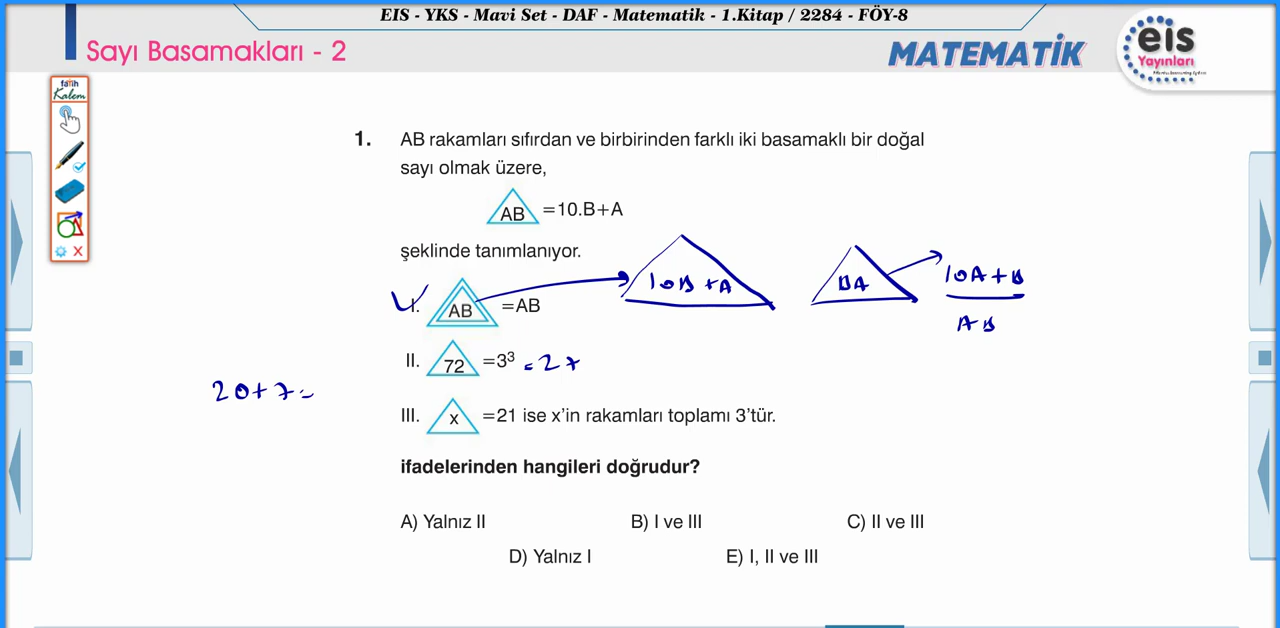 EIS - YKS - Mavi Set - DAF - Matematik - 1.Kitap / 2284 - FÖY-8
Sayı Basamakları - 2
MATEMATİK
eis
Yayınları
fatih
Kalem
1. AB rakamları sıfırdan ve birbirinden farklı iki basamaklı bir doğal
sayı olmak üzere,
AB =10.B+A
şeklinde tanımlanıyor.
I. AB =AB
10B+A
BA
10A+B
AB
II. 72 =3³ = 27
20+7=
III. x =21 ise x'in rakamları toplamı 3'tür.
ifadelerinden hangileri doğrudur?
A) Yalnız II B) I ve III C) II ve III
D) Yalnız I E) I, II ve III